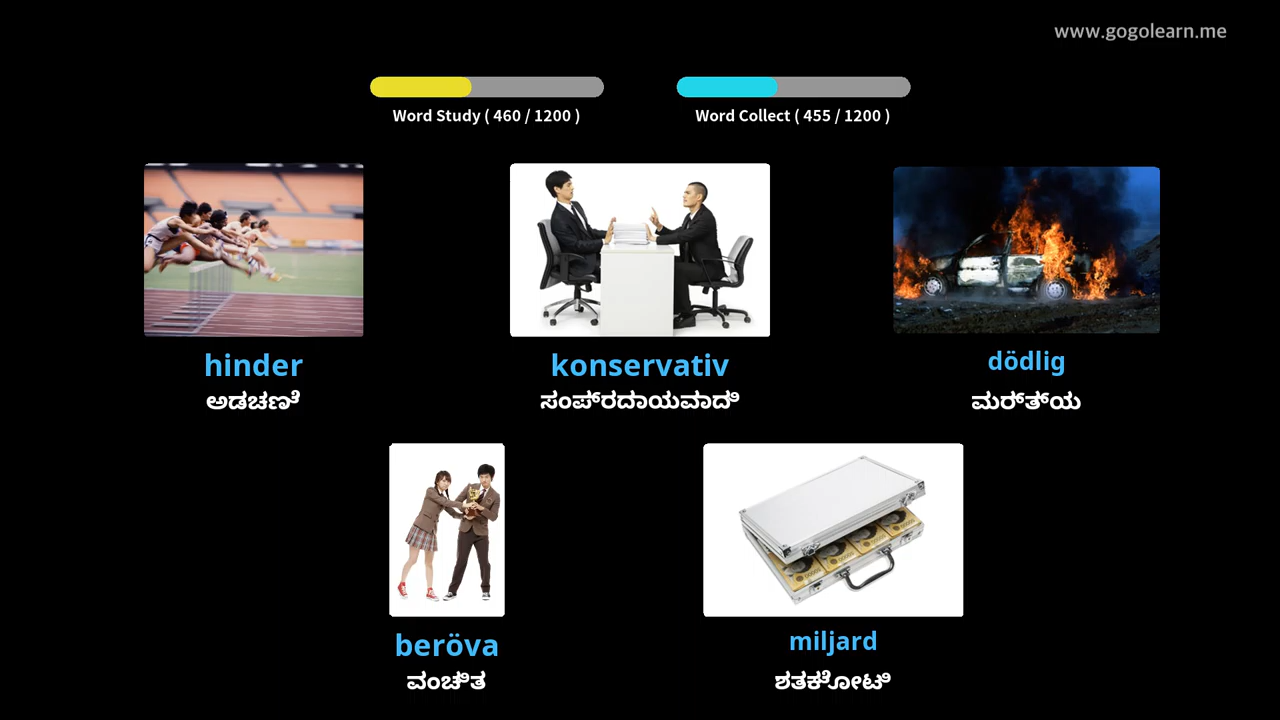 www.gogolearn.me
Word Study ( 460 / 1200 )
Word Collect ( 455 / 1200 )
hinder
ಅಡಚಣೆ
konservativ
ಸಂಪ್ರದಾಯವಾದಿ
dödlig
ಮರ್ತ್ಯ
beröva
ವಂಚಿತ
miljard
ಶತಕೋಟಿ